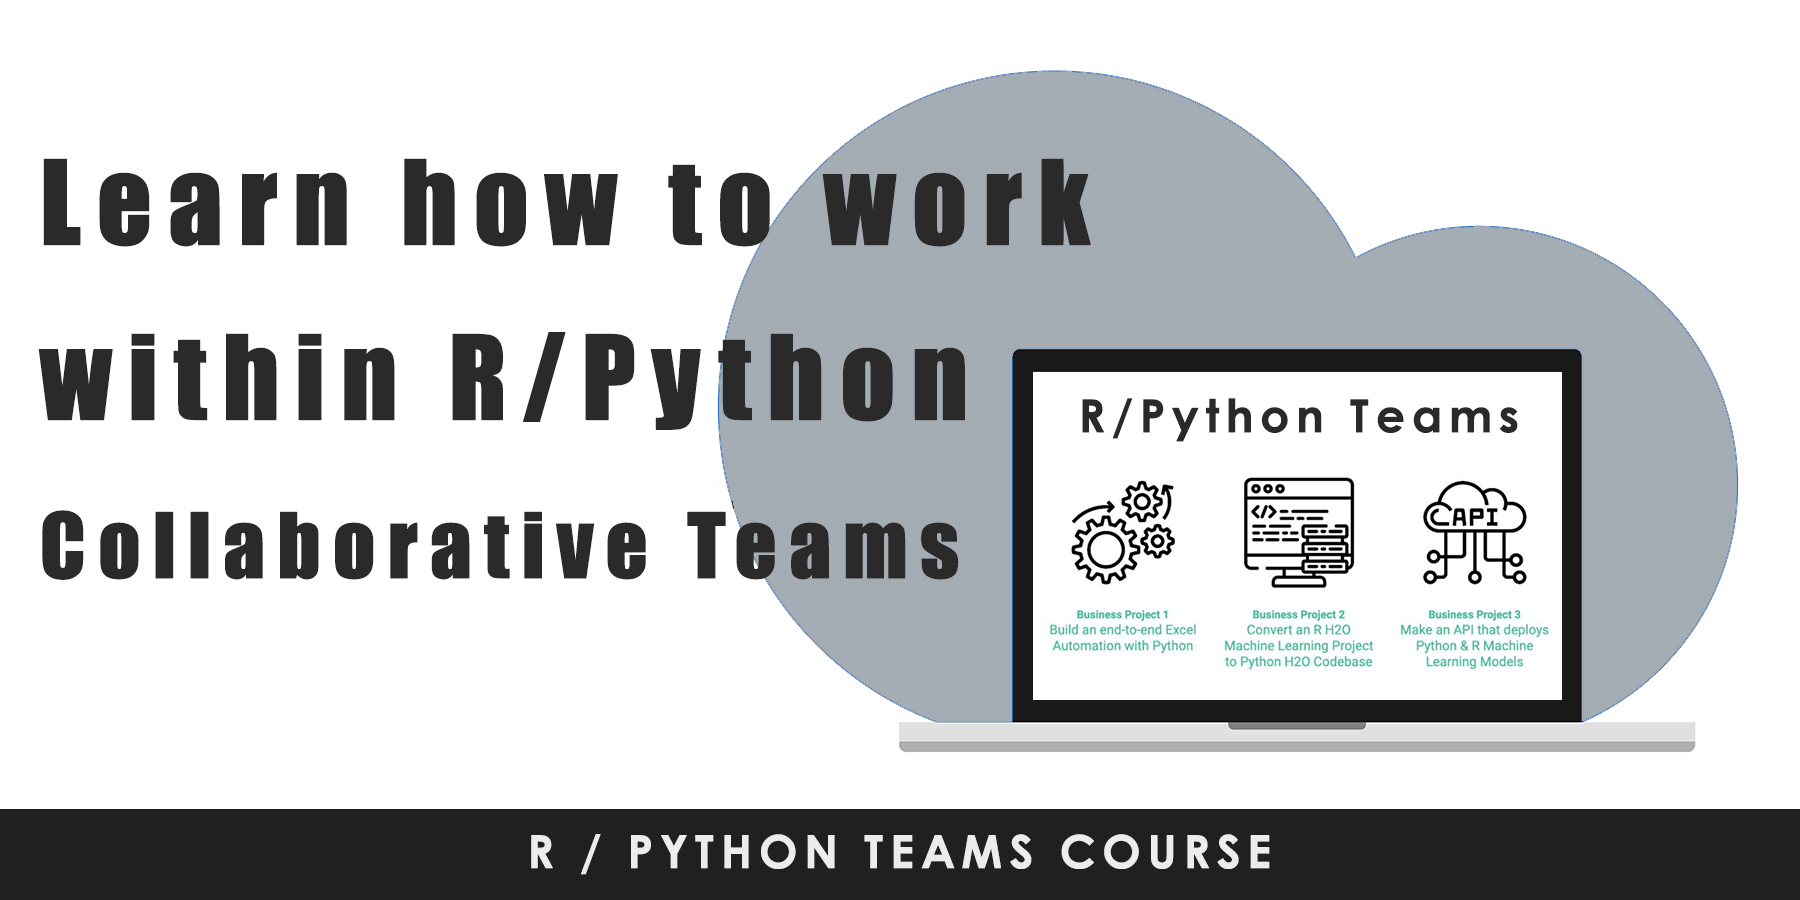 Learn how to work
within R/Python
Collaborative Teams
R/Python Teams
</>
API
Business Project 1
Build an end-to-end Excel
Automation with Python
Business Project 2
Convert an R H2O
Machine Learning Project
to Python H2O Codebase
Business Project 3
Make an API that deploys
Python & R Machine
Learning Models
R / PYTHON TEAMS COURSE